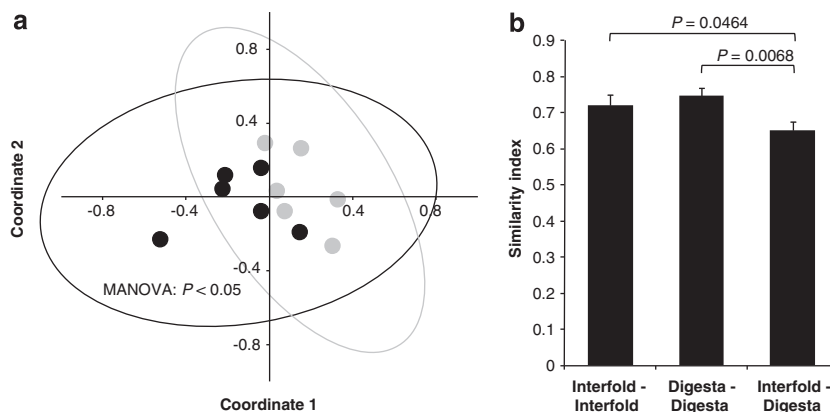 a
0.8
0.4
-0.8
-0.4
0.4
0.8
-0.4
-0.8
Coordinate 2
MANOVA: P < 0.05
Coordinate 1
b
P = 0.0464
P = 0.0068
0.9
0.8
0.7
0.6
0.5
0.4
0.3
0.2
0.1
0
Similarity index
Interfold -
Interfold
Digesta -
Digesta
Interfold -
Digesta